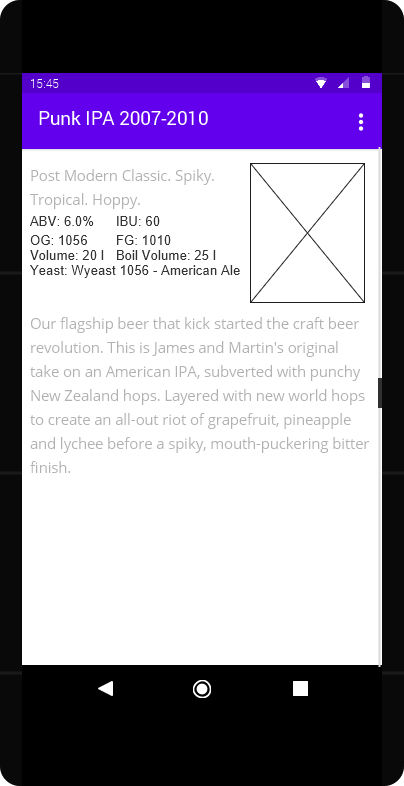 15:45
Punk IPA 2007-2010
Post Modern Classic. Spiky.
Tropical. Hoppy.
ABV: 6.0% IBU: 60
OG: 1056 FG: 1010
Volume: 20 l Boil Volume: 25 l
Yeast: Wyeast 1056 - American Ale
Our flagship beer that kick started the craft beer
revolution. This is James and Martin's original
take on an American IPA, subverted with punchy
New Zealand hops. Layered with new world hops
to create an all-out riot of grapefruit, pineapple
and lychee before a spiky, mouth-puckering bitter
finish.